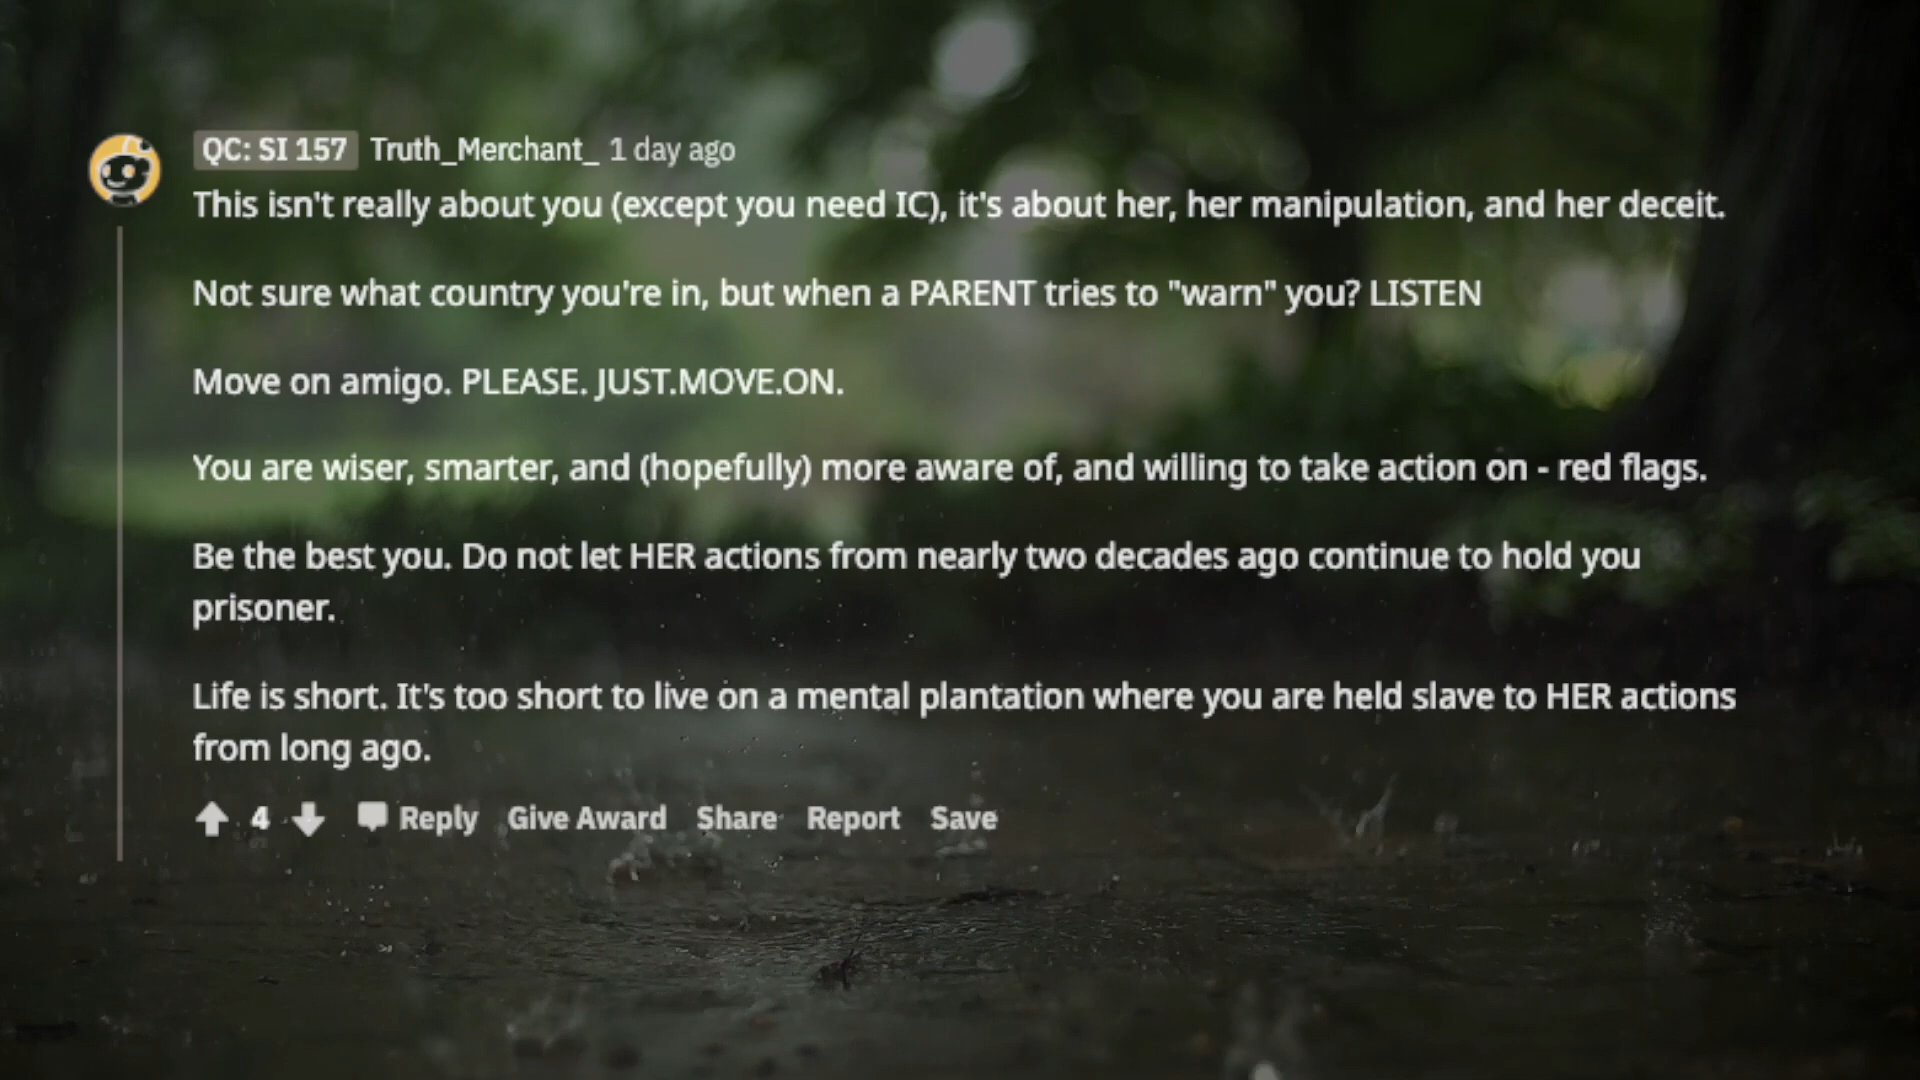 QC: SI 157 Truth_Merchant_ 1 day ago
This isn't really about you (except you need IC), it's about her, her manipulation, and her deceit.
Not sure what country you're in, but when a PARENT tries to "warn" you? LISTEN
Move on amigo. PLEASE. JUST.MOVE.ON.
You are wiser, smarter, and (hopefully) more aware of, and willing to take action on - red flags.
Be the best you. Do not let HER actions from nearly two decades ago continue to hold you
prisoner.
Life is short. It's too short to live on a mental plantation where you are held slave to HER actions
from long ago.
4 Reply Give Award Share Report Save